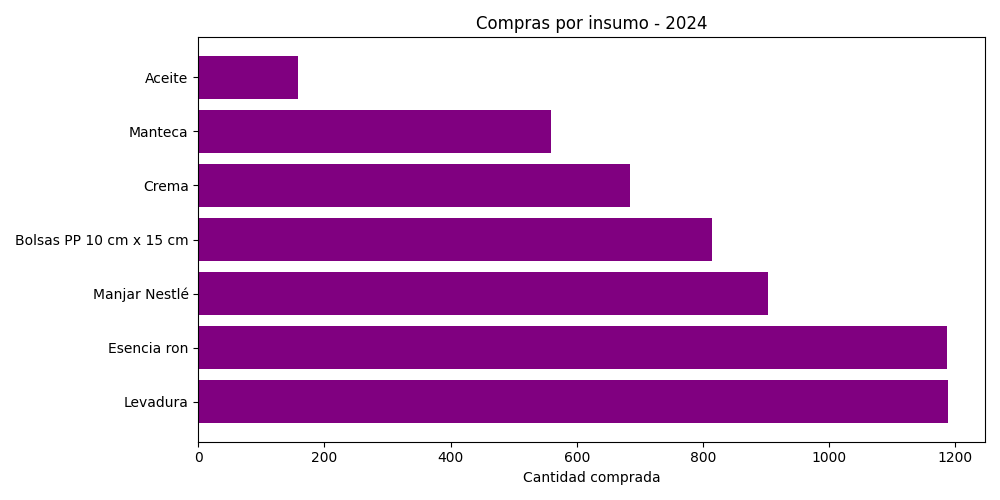 Compras por insumo - 2024
Aceite
Manteca
Crema
Bolsas PP 10 cm x 15 cm
Manjar Nestlé
Esencia ron
Levadura
0 200 400 600 800 1000 1200
Cantidad comprada